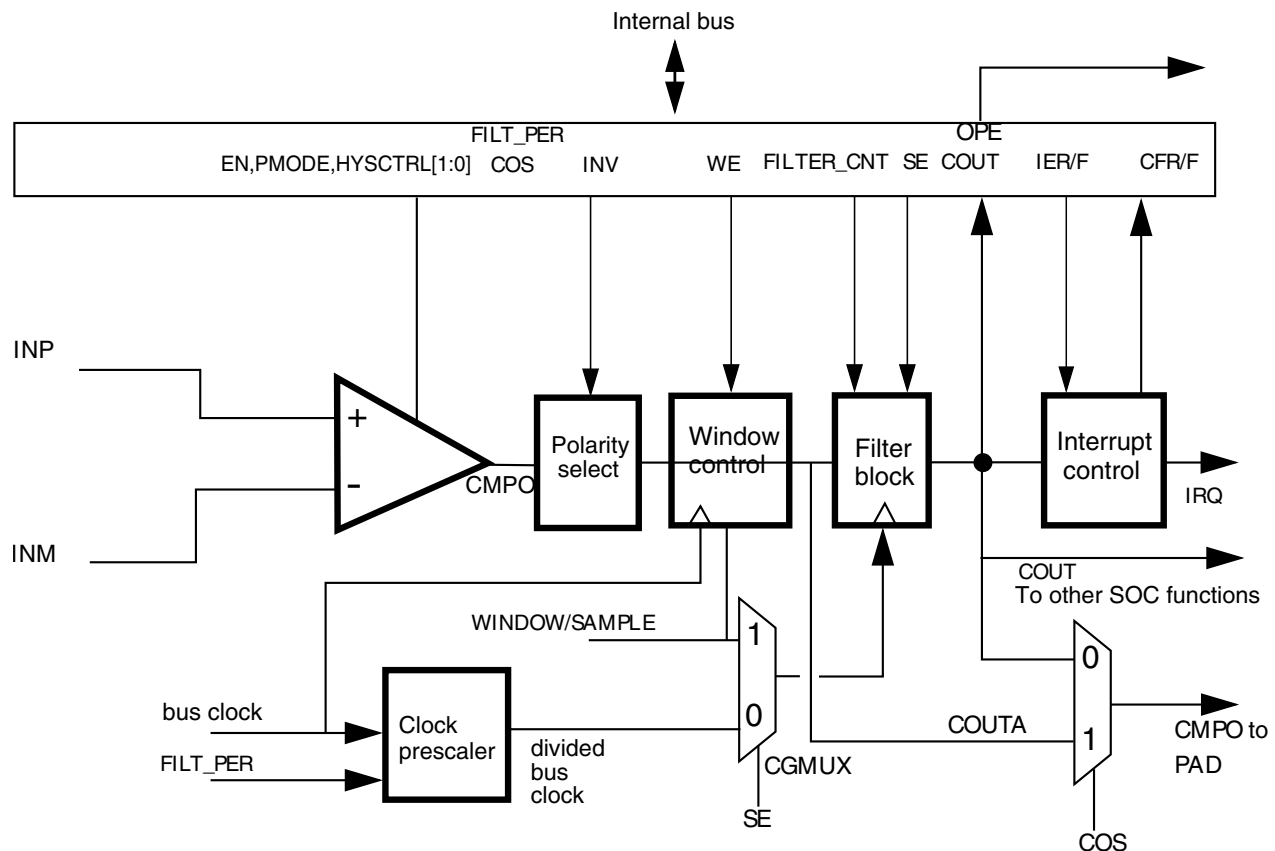 Internal bus
FILT_PER
OPE
EN,PMODE,HYSCTRL[1:0]
COS
INV
WE
FILTER_CNT
SE
COUT
IER/F
CFR/F
INP
+
-
INM
CMPO
Polarity
select
Window
control
Filter
block
Interrupt
control
IRQ
COUT
To other SOC functions
WINDOW/SAMPLE
1
0
CGMUX
SE
bus clock
FILT_PER
Clock
prescaler
divided
bus
clock
COUTA
0
1
CMPO to
PAD
COS